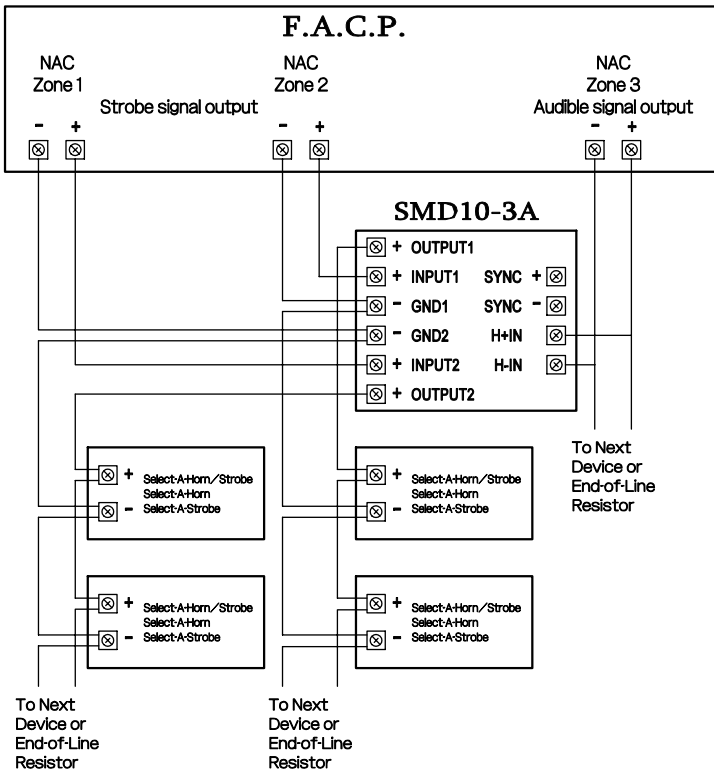 F.A.C.P.
NAC
Zone 1
NAC
Zone 2
NAC
Zone 3
Strobe signal output
Audible signal output
- +
- +
- +
SMD10-3A
+ OUTPUT1
+ INPUT1 SYNC +
- GND1 SYNC -
- GND2 H+IN
+ INPUT2 H-IN
+ OUTPUT2
To Next
Device or
End-of-Line
Resistor
+ Select-A-Horn/Strobe
Select-A-Horn
- Select-A-Strobe
+ Select-A-Horn/Strobe
Select-A-Horn
- Select-A-Strobe
+ Select-A-Horn/Strobe
Select-A-Horn
- Select-A-Strobe
+ Select-A-Horn/Strobe
Select-A-Horn
- Select-A-Strobe
To Next
Device or
End-of-Line
Resistor
To Next
Device or
End-of-Line
Resistor